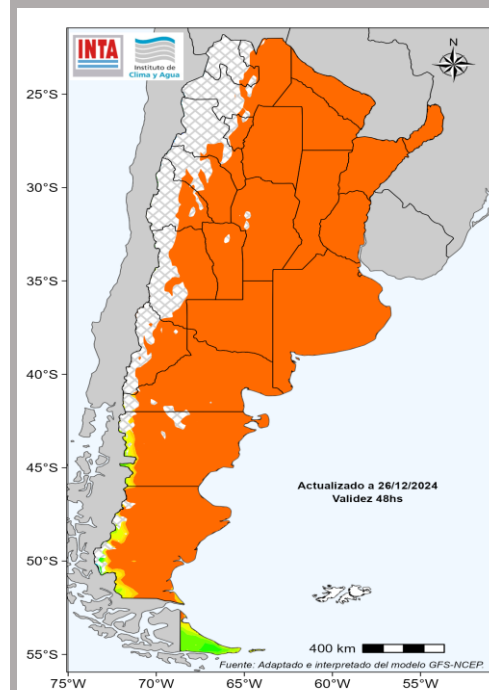 INTA
Instituto de
Clima y Agua
N
25°S
30°S
35°S
40°S
45°S
50°S
55°S
Actualizado a 26/12/2024
Validez 48hs
400 km
Fuente: Adaptado e interpretado del modelo GFS-NCEP.
75°W
70°W
65°W
60°W
55°W